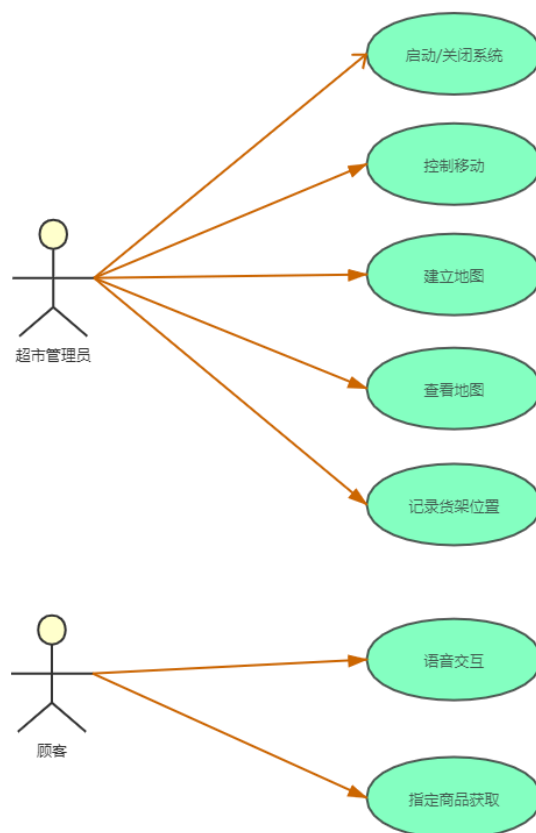 启动/关闭系统
控制移动
建立地图
超市管理员
查看地图
记录货架位置
语音交互
顾客
指定商品获取